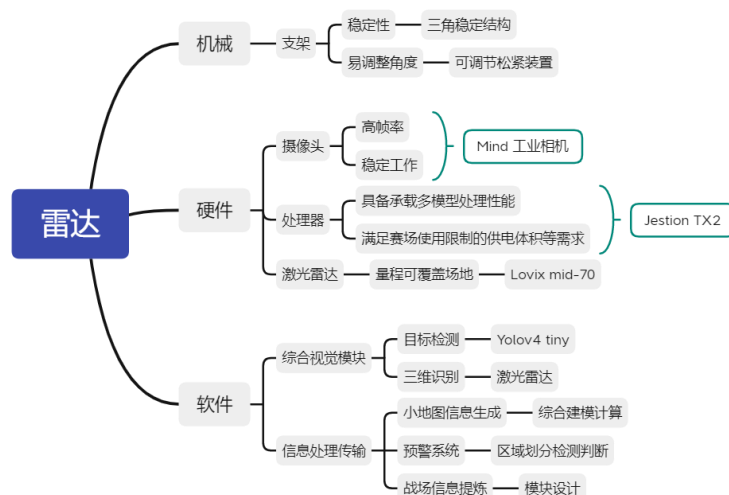 雷达
机械
支架
稳定性
三角稳定结构
易调整角度
可调节松紧装置
硬件
摄像头
高帧率
稳定工作
Mind 工业相机
处理器
具备承载多模型处理性能
满足赛场使用限制的供电体积等需求
Jestion TX2
激光雷达
量程可覆盖场地
Lovix mid-70
软件
综合视觉模块
目标检测
Yolov4 tiny
三维识别
激光雷达
信息处理传输
小地图信息生成
综合建模计算
预警系统
区域划分检测判断
战场信息提炼
模块设计